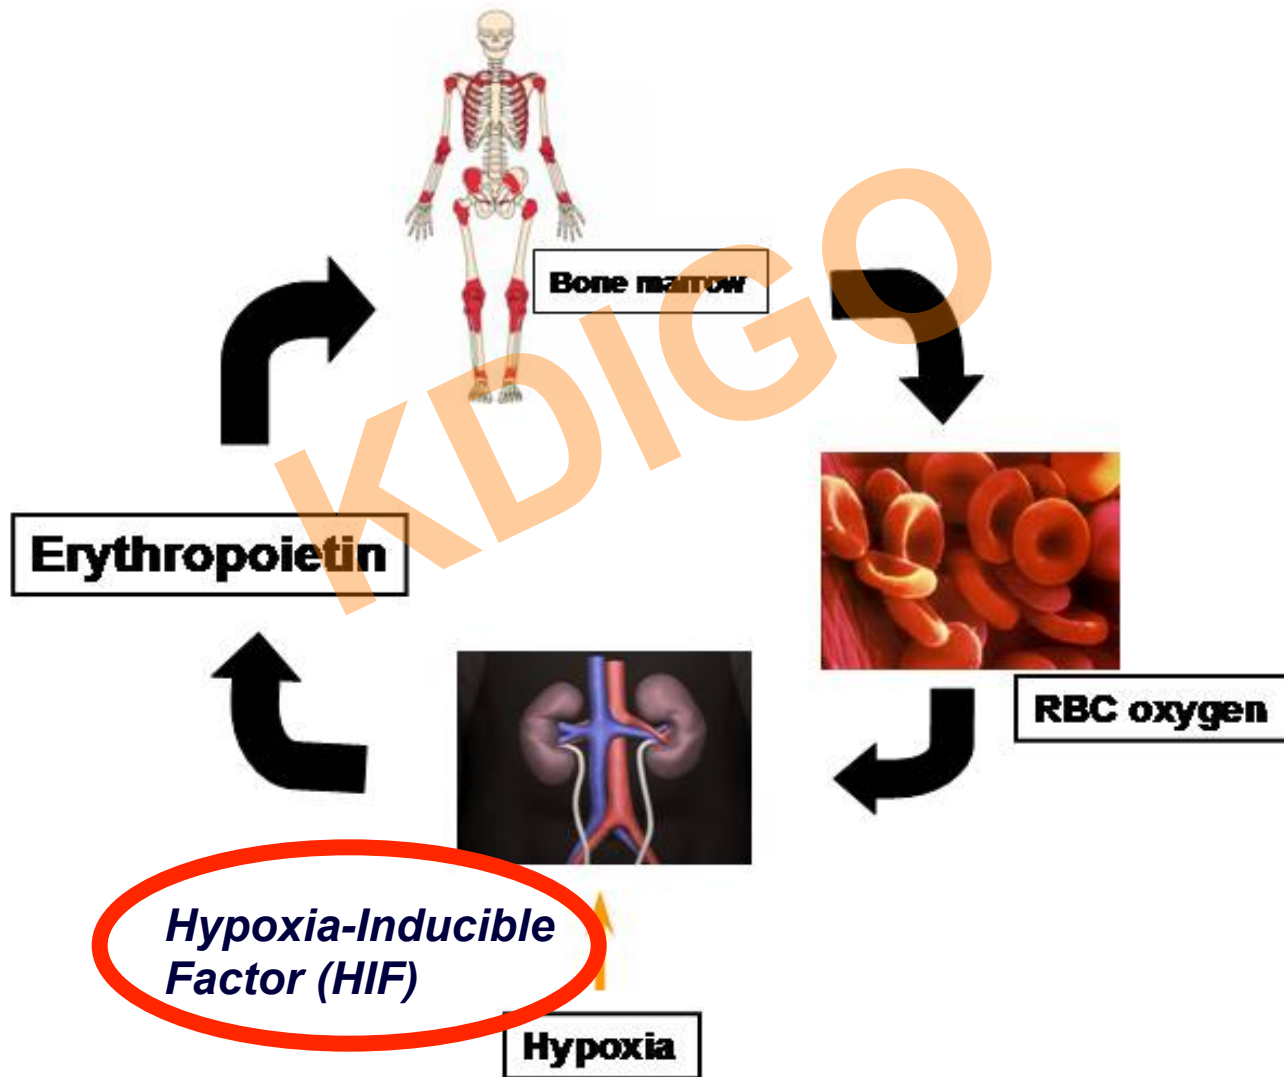 Bone marrow
KDIGO
Erythropoietin
RBC oxygen
Hypoxia-Inducible
Factor (HIF)
Hypoxia